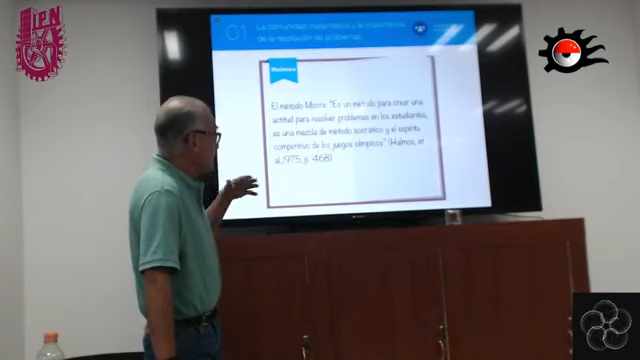 IPN
01 La comunidad matemática y la importancia
de la resolución de problemas
Halmos
El método Moore: "Es un método para crear una
actitud para resolver problemas en los estudiantes,
es una mezcla de método socrático y el espíritu
competitivo de los juegos olímpicos" (Halmos, et
al,1975, p. 468)